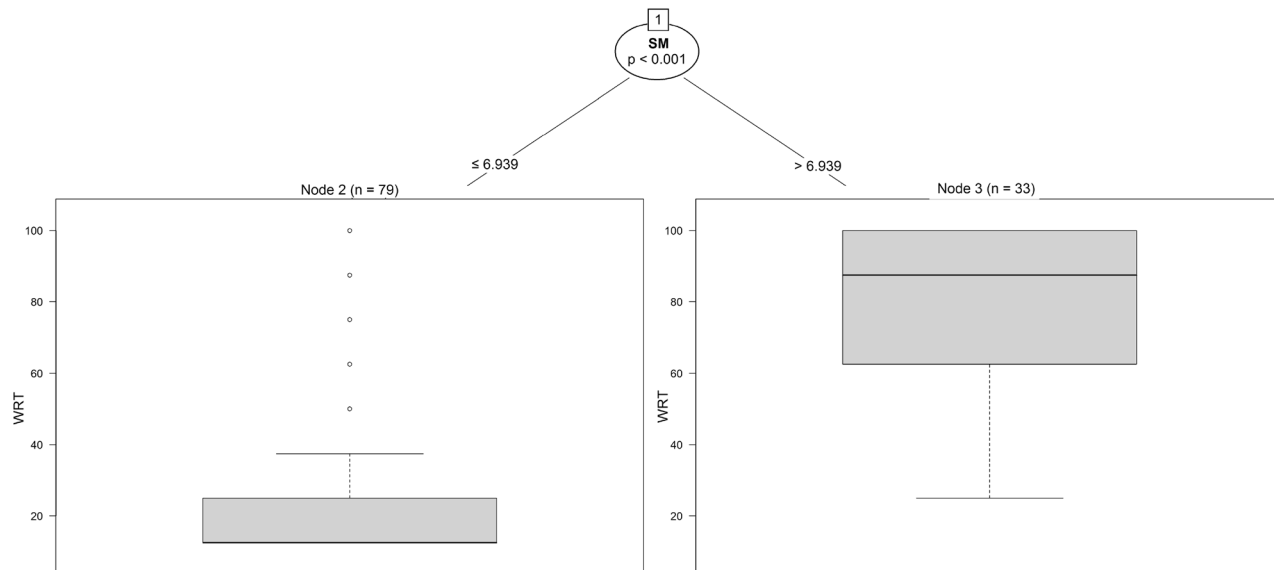 1
SM
p < 0.001
≤ 6.939
> 6.939
Node 2 (n = 79)
100
80
60
40
20
WRT
Node 3 (n = 33)
100
80
60
40
20
WRT